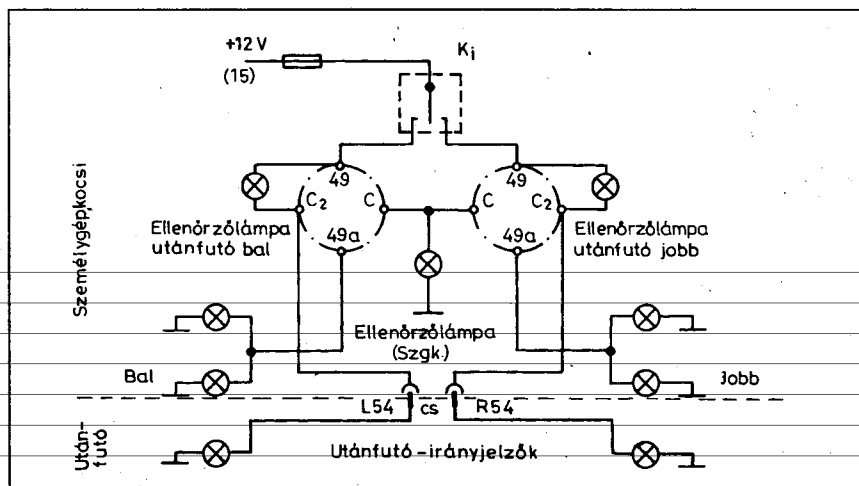 +12 V
(15)
Ki
49
49
C2
C
C
C2
49a
49a
Ellenőrzőlámpa
utánfutó bal
Ellenőrzőlámpa
utánfutó jobb
Személygépkocsi
Ellenőrzőlámpa
(Szgk.)
Bal
Jobb
L54
cs
R54
Után-
futó
Utánfutó-irányjelzők